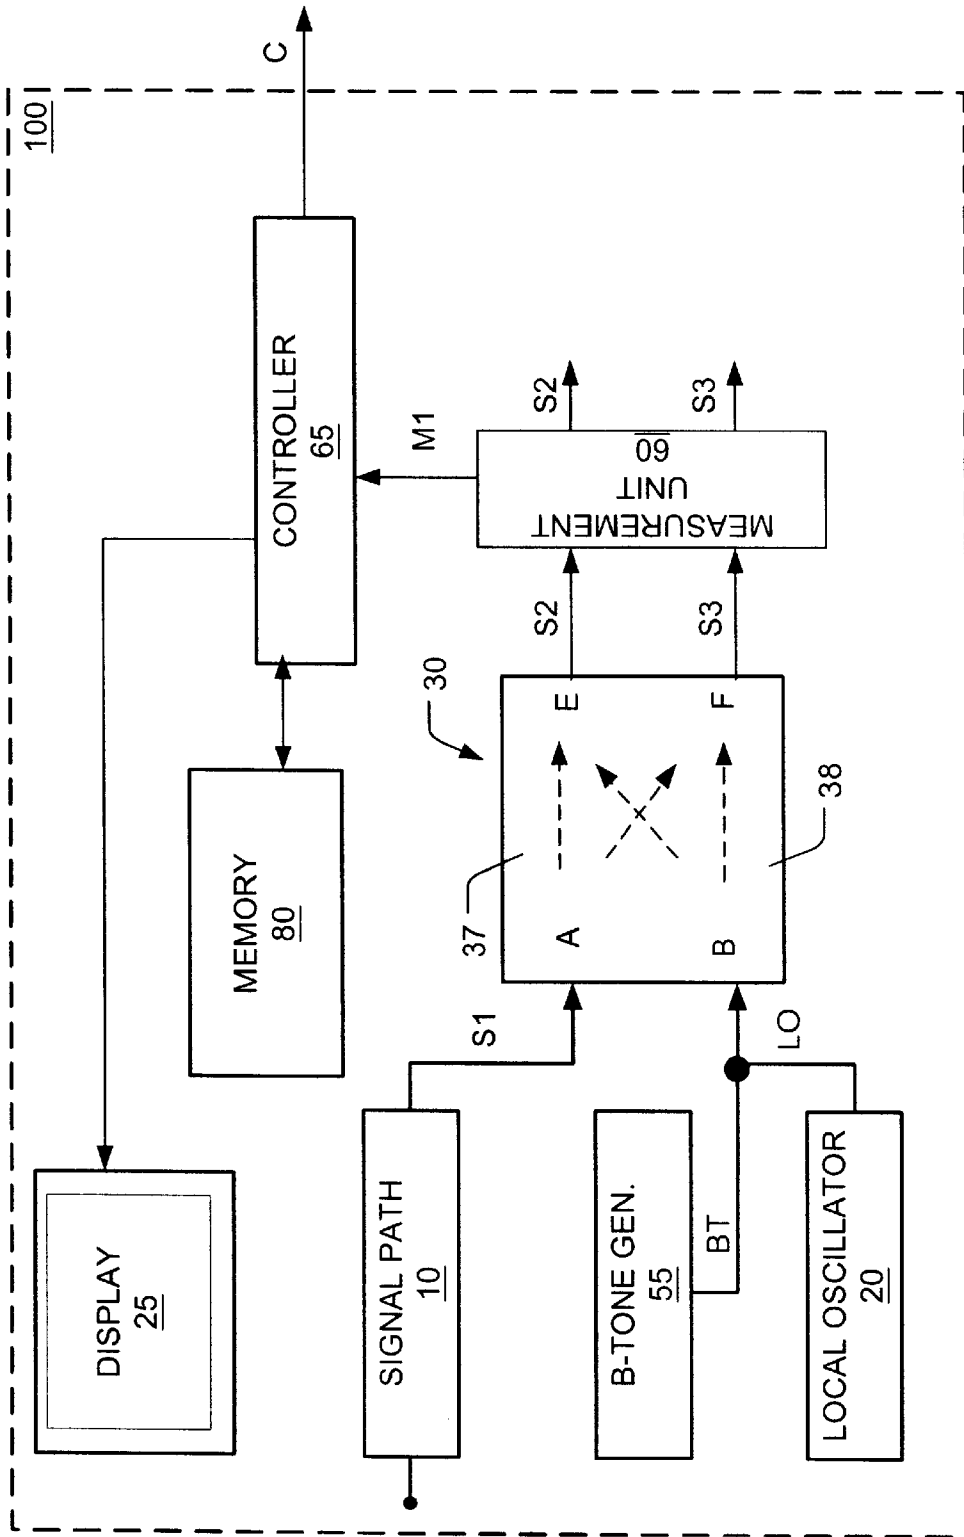 100
C
DISPLAY
25
MEMORY
80
CONTROLLER
65
M1
SIGNAL PATH
10
S1
30
37
A
E
B
F
38
S2
S3
MEASUREMENT
UNIT
60
S2
S3
B-TONE GEN.
55
BT
LO
LOCAL OSCILLATOR
20